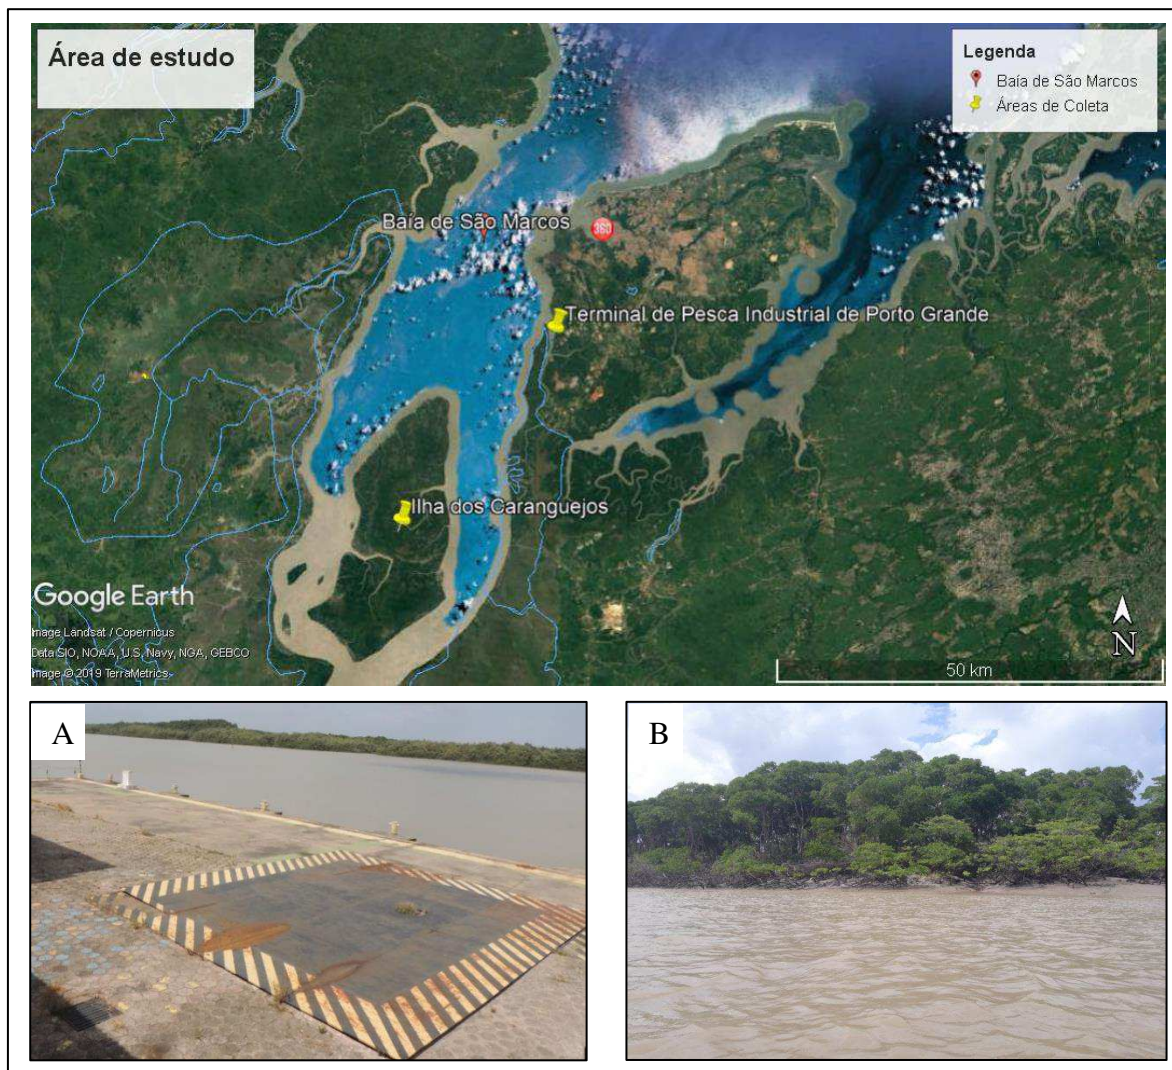 Área de estudo
Legenda
Baía de São Marcos
Áreas de Coleta
Baía de São Marcos
360
Terminal de Pesca Industrial de Porto Grande
Ilha dos Caranguejos
Google Earth
Image Landsat / Copernicus
Data SIO, NOAA, U.S. Navy, NGA, GEBCO
Image © 2019 TerraMetrics
N
50 km
A
B